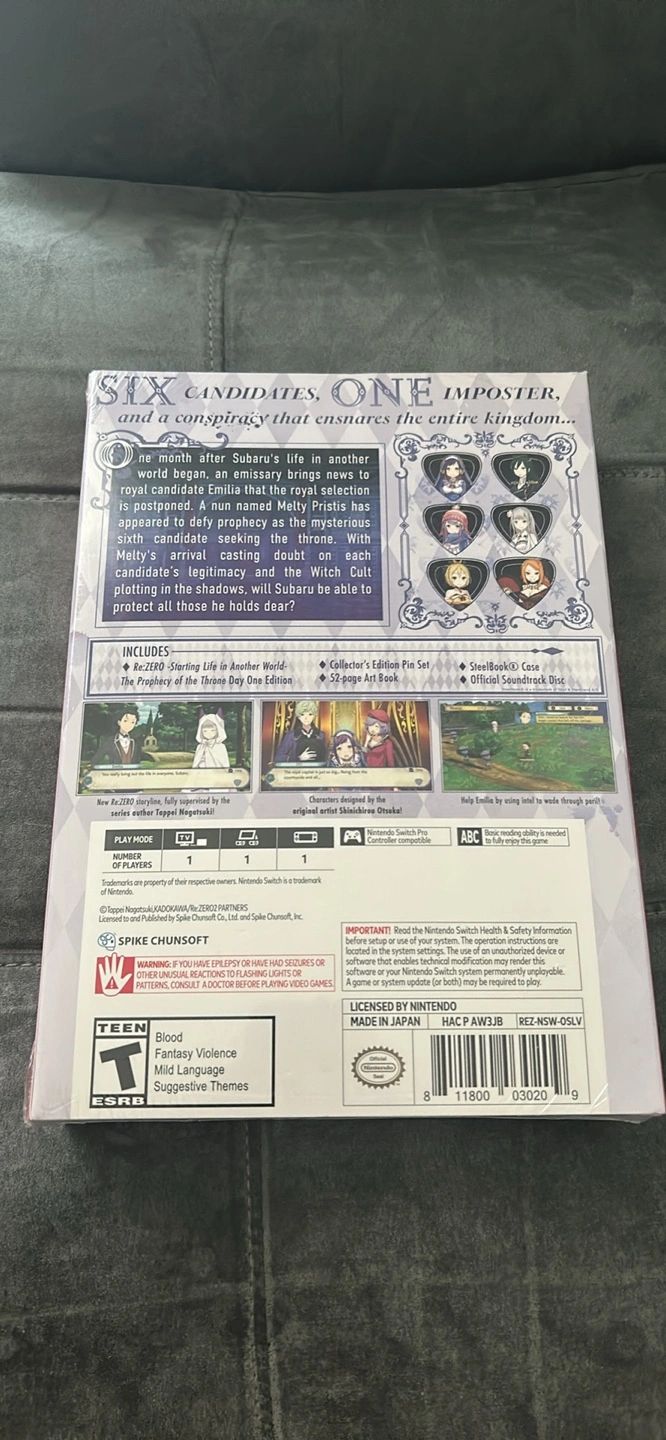 SIX CANDIDATES, ONE IMPOSTER,
and a conspiracy that ensnares the entire kingdom...
One month after Subaru's life in another
world began, an emissary brings news to
royal candidate Emilia that the royal selection
is postponed. A nun named Melty Pristis has
appeared to defy prophecy as the mysterious
sixth candidate seeking the throne. With
Melty's arrival casting doubt on each
candidate's legitimacy and the Witch Cult
plotting in the shadows, will Subaru be able to
protect all those he holds dear?
INCLUDES
◆ Re:ZERO -Starting Life in Another World-
The Prophecy of the Throne Day One Edition
◆ Collector's Edition Pin Set
◆ 52-page Art Book
◆ SteelBook® Case
◆ Official Soundtrack Disc
New Re:ZERO storyline, fully supervised by the
series author Tappei Nagatsuki!
Characters designed by the
original artist Shinichirou Otsuka!
Help Emilia by using intel to wade through peril!
PLAY MODE
TV
NUMBER
OF PLAYERS
1
1
1
Nintendo Switch Pro
Controller compatible
ABC
Basic reading ability is needed
to fully enjoy this game
Trademarks are property of their respective owners. Nintendo Switch is a trademark
of Nintendo.
©Tappei Nagatsuki,KADOKAWA/Re:ZERO2 PARTNERS
Licensed to and Published by Spike Chunsoft Co., Ltd. and Spike Chunsoft, Inc.
SPIKE CHUNSOFT
WARNING: IF YOU HAVE EPILEPSY OR HAVE HAD SEIZURES OR
OTHER UNUSUAL REACTIONS TO FLASHING LIGHTS OR
PATTERNS, CONSULT A DOCTOR BEFORE PLAYING VIDEO GAMES.
IMPORTANT! Read the Nintendo Switch Health & Safety Information
before setup or use of your system. The operation instructions are
located in the system settings. The use of an unauthorized device or
software that enables technical modification may render this
software or your Nintendo Switch system permanently unplayable.
A game or system update (or both) may be required to play.
TEEN
T
ESRB
Blood
Fantasy Violence
Mild Language
Suggestive Themes
LICENSED BY NINTENDO
MADE IN JAPAN HAC P AW3JB REZ-NSW-OSLV
Official
Nintendo
Seal
8 11800 03020 9